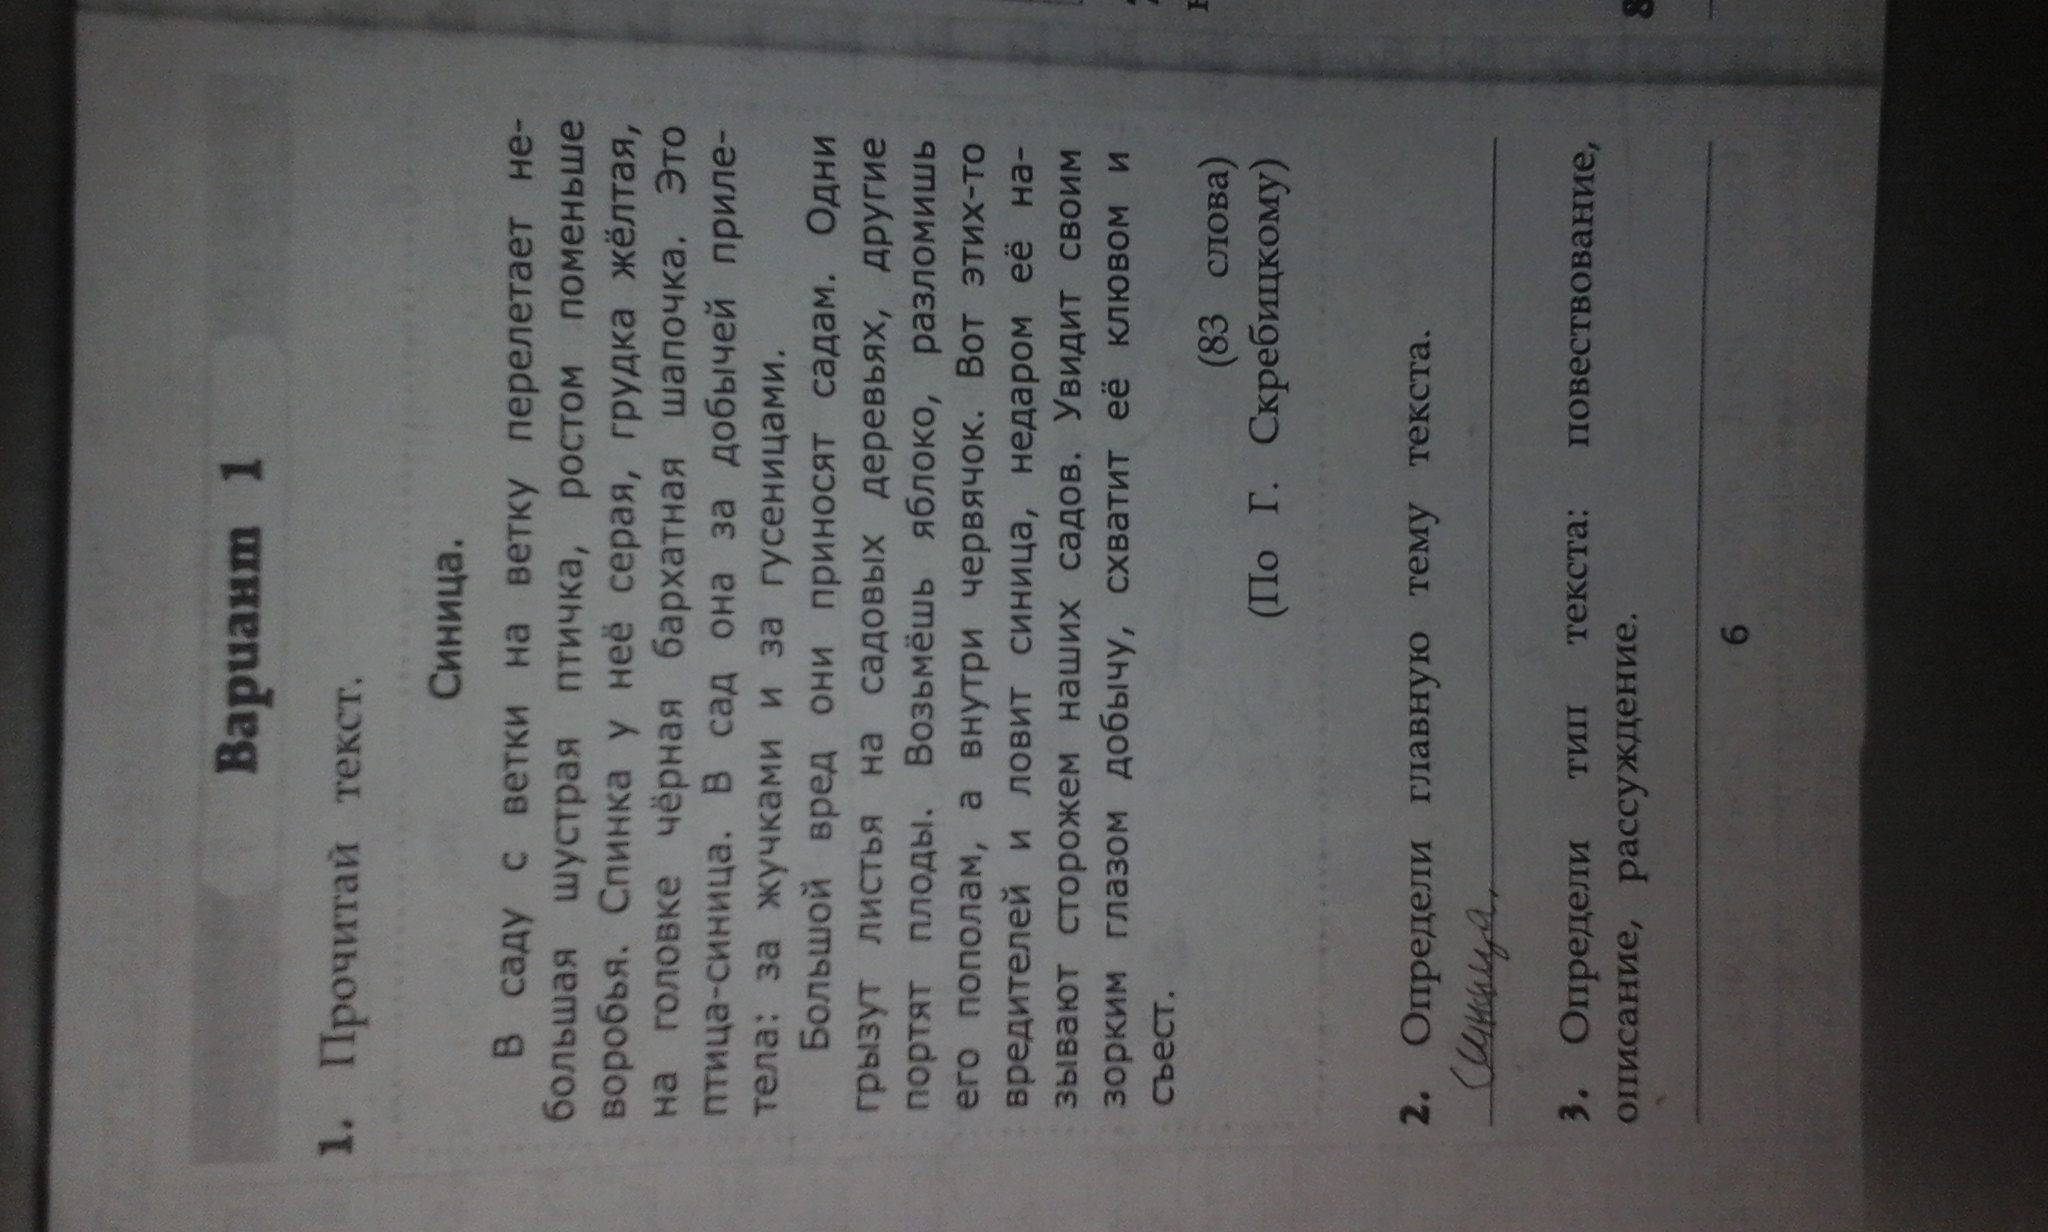 Вариант 1
1. Прочитай текст.
Синица.
В саду с ветки на ветку перелетает не-
большая шустрая птичка, ростом поменьше
воробья. Спинка у неё серая, грудка жёлтая,
на головке чёрная бархатная шапочка. Это
птица-синица. В сад она за добычей приле-
тела: за жучками и за гусеницами.
Большой вред они приносят садам. Одни
грызут листья на садовых деревьях, другие
портят плоды. Возьмёшь яблоко, разломишь
его пополам, а внутри червячок. Вот этих-то
вредителей и ловит синица, недаром её на-
зывают сторожем наших садов. Увидит своим
зорким глазом добычу, схватит её клювом и
съест.
(83 слова)
(По Г. Скребицкому)
2. Определи главную тему текста.
Синица,
3. Определи тип текста: повествование,
описание, рассуждение.
6
8